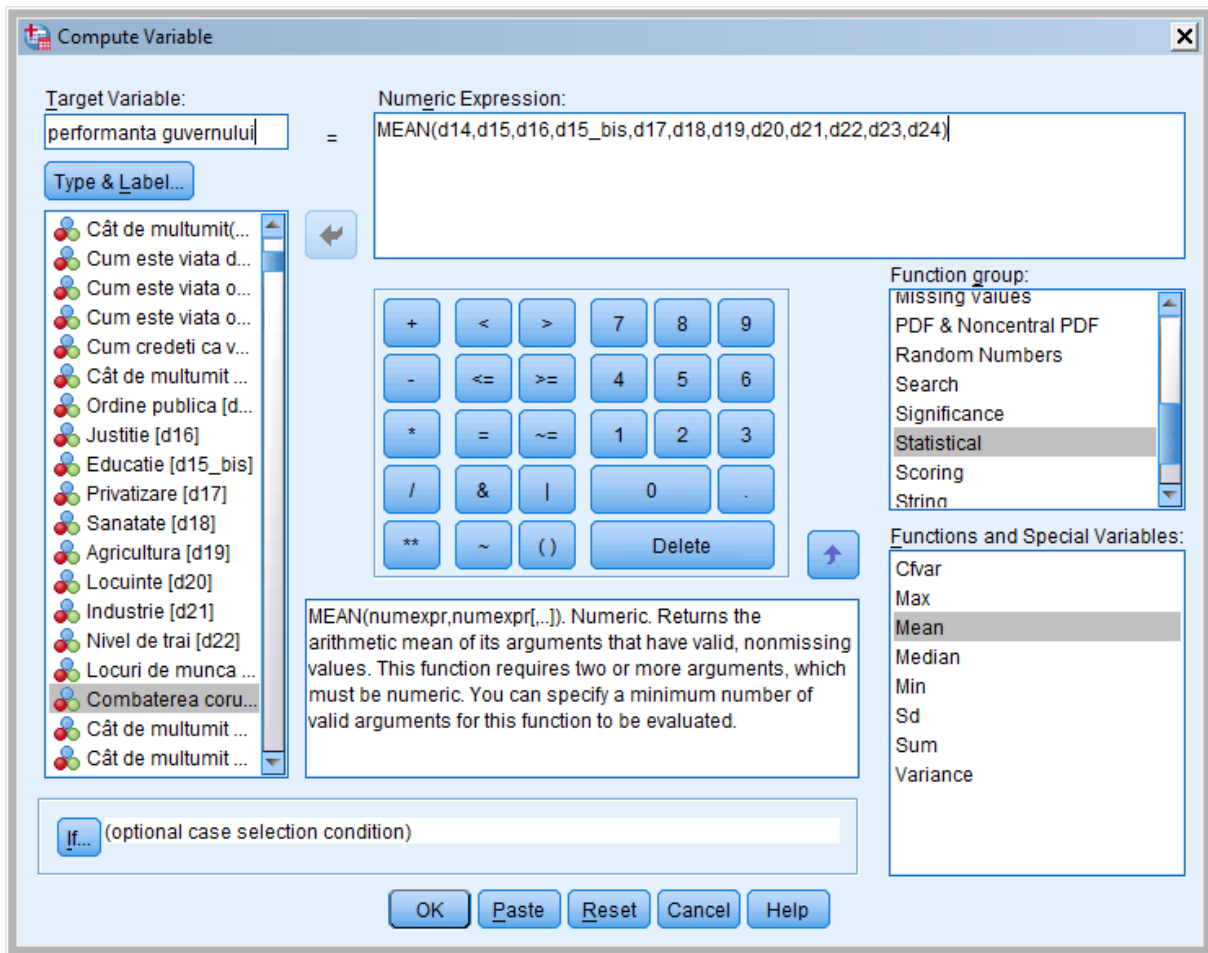 Compute Variable
Target Variable:
performanta guvernului
=
Numeric Expression:
MEAN(d14,d15,d16,d15_bis,d17,d18,d19,d20,d21,d22,d23,d24)
Type & Label...
Cât de multumit(...
Cum este viata d...
Cum este viata o...
Cum este viata o...
Cum credeti ca v...
Cât de multumit ...
Ordine publica [d...
Justitie [d16]
Educatie [d15_bis]
Privatizare [d17]
Sanatate [d18]
Agricultura [d19]
Locuinte [d20]
Industrie [d21]
Nivel de trai [d22]
Locuri de munca ...
Combaterea coru...
Cât de multumit ...
Cât de multumit ...
+ < > 7 8 9
- <= >= 4 5 6
* = ~= 1 2 3
/ & | 0 .
** ~ ( ) Delete
MEAN(numexpr,numexpr[,..]). Numeric. Returns the
arithmetic mean of its arguments that have valid, nonmissing
values. This function requires two or more arguments, which
must be numeric. You can specify a minimum number of
valid arguments for this function to be evaluated.
Function group:
Missing Values
PDF & Noncentral PDF
Random Numbers
Search
Significance
Statistical
Scoring
String
Functions and Special Variables:
Cfvar
Max
Mean
Median
Min
Sd
Sum
Variance
If... (optional case selection condition)
OK Paste Reset Cancel Help